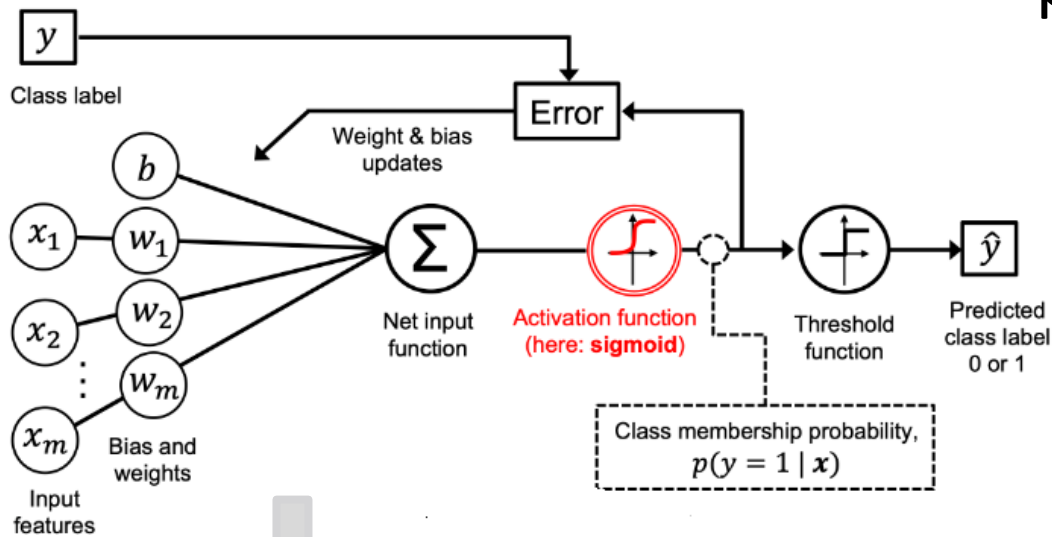 y
Class label
Error
Weight & bias
updates
b
x₁
w₁
x₂
w₂
⋮
xₘ
wₘ
Bias and
weights
Input
features
Σ
Net input
function
Activation function
(here: sigmoid)
Threshold
function
ŷ
Predicted
class label
0 or 1
Class membership probability,
p(y = 1 | x)